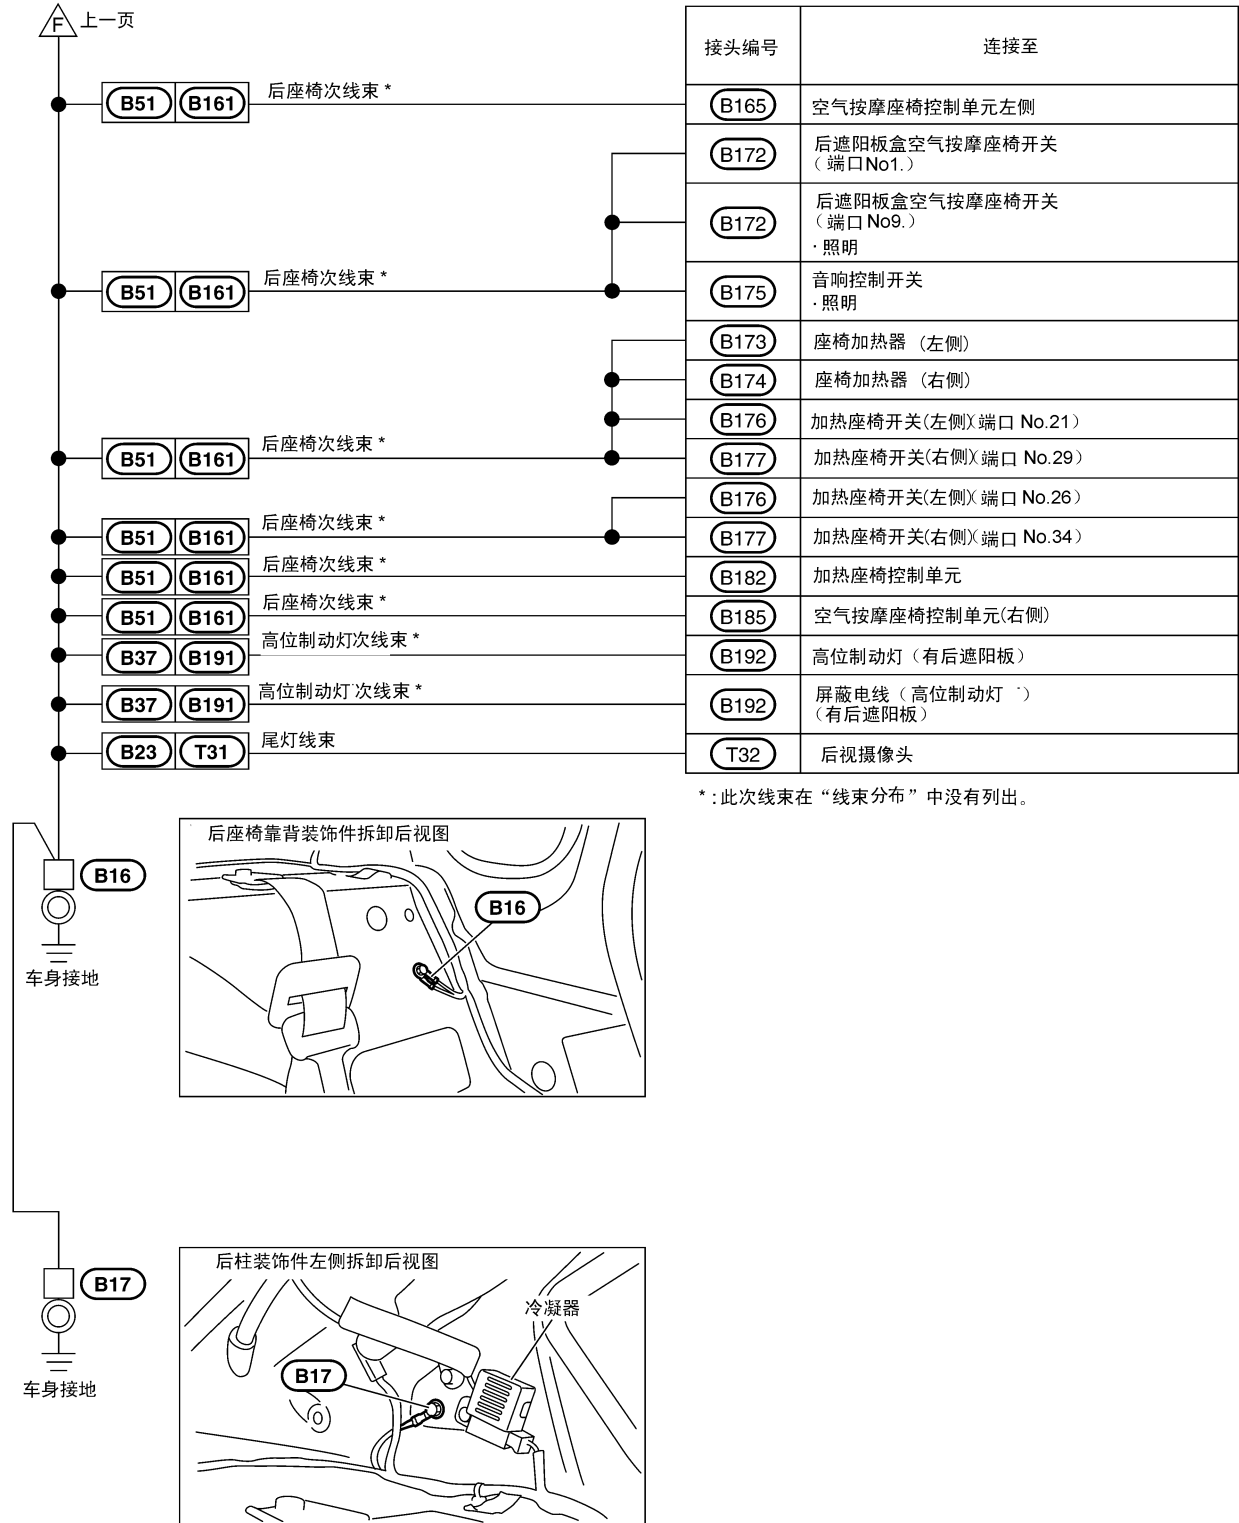 F 上一页
接头编号 连接至
B51 B161 后座椅次线束 * B165 空气按摩座椅控制单元左侧
B172 后遮阳板盒空气按摩座椅开关
（ 端口No1.）
B172 后遮阳板盒空气按摩座椅开关
（端口No9.）
·照明
B51 B161 后座椅次线束 * B175 音响控制开关
·照明
B173 座椅加热器 (左侧)
B174 座椅加热器 (右侧)
B176 加热座椅开关(左侧)(端口 No.21）
B51 B161 后座椅次线束 * B177 加热座椅开关(右侧)(端口 No.29）
B176 加热座椅开关(左侧)(端口 No.26）
B51 B161 后座椅次线束 * B177 加热座椅开关(右侧)(端口 No.34）
B51 B161 后座椅次线束 * B182 加热座椅控制单元
B51 B161 后座椅次线束 * B185 空气按摩座椅控制单元(右侧)
B37 B191 高位制动灯次线束 * B192 高位制动灯（有后遮阳板）
B37 B191 高位制动灯次线束 * B192 屏蔽电线（高位制动灯 ）
（有后遮阳板）
B23 T31 尾灯线束 T32 后视摄像头
* :此次线束在“线束分布”中没有列出。
后座椅靠背装饰件拆卸后视图
B16
B16
车身接地
后柱装饰件左侧拆卸后视图
冷凝器
B17
B17
车身接地